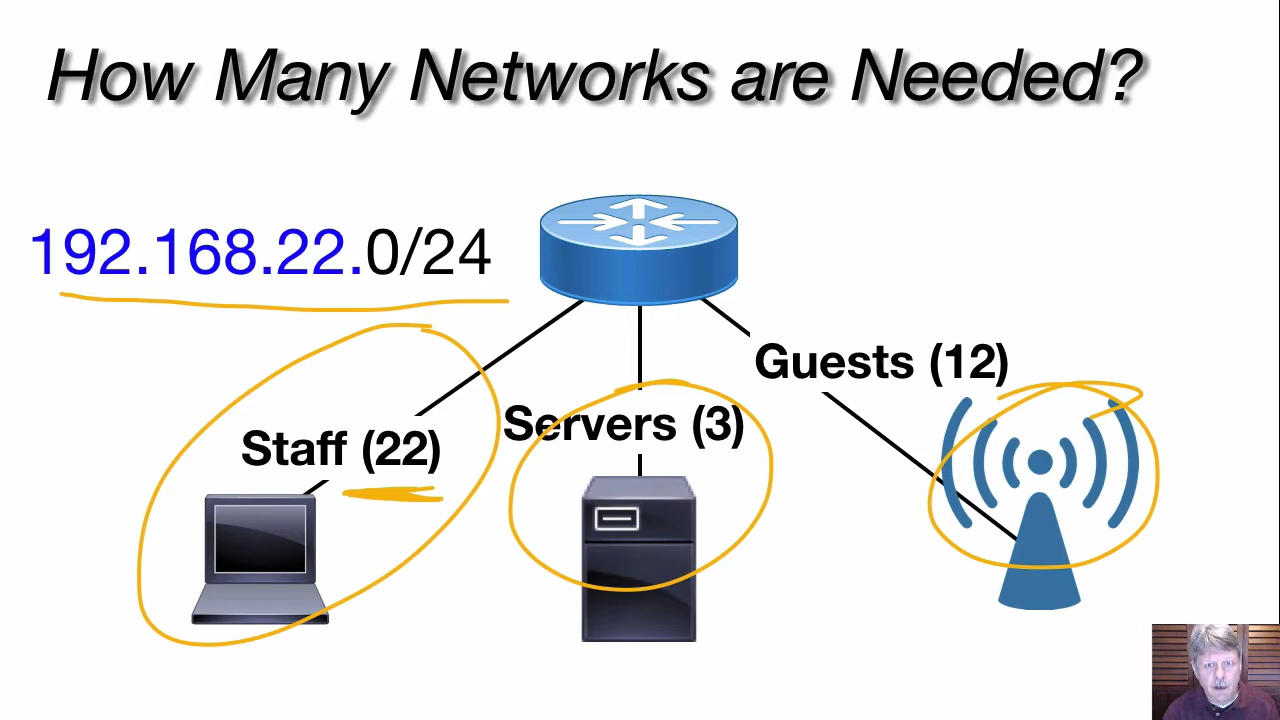 How Many Networks are Needed?
192.168.22.0/24
Guests (12)
Servers (3)
Staff (22)